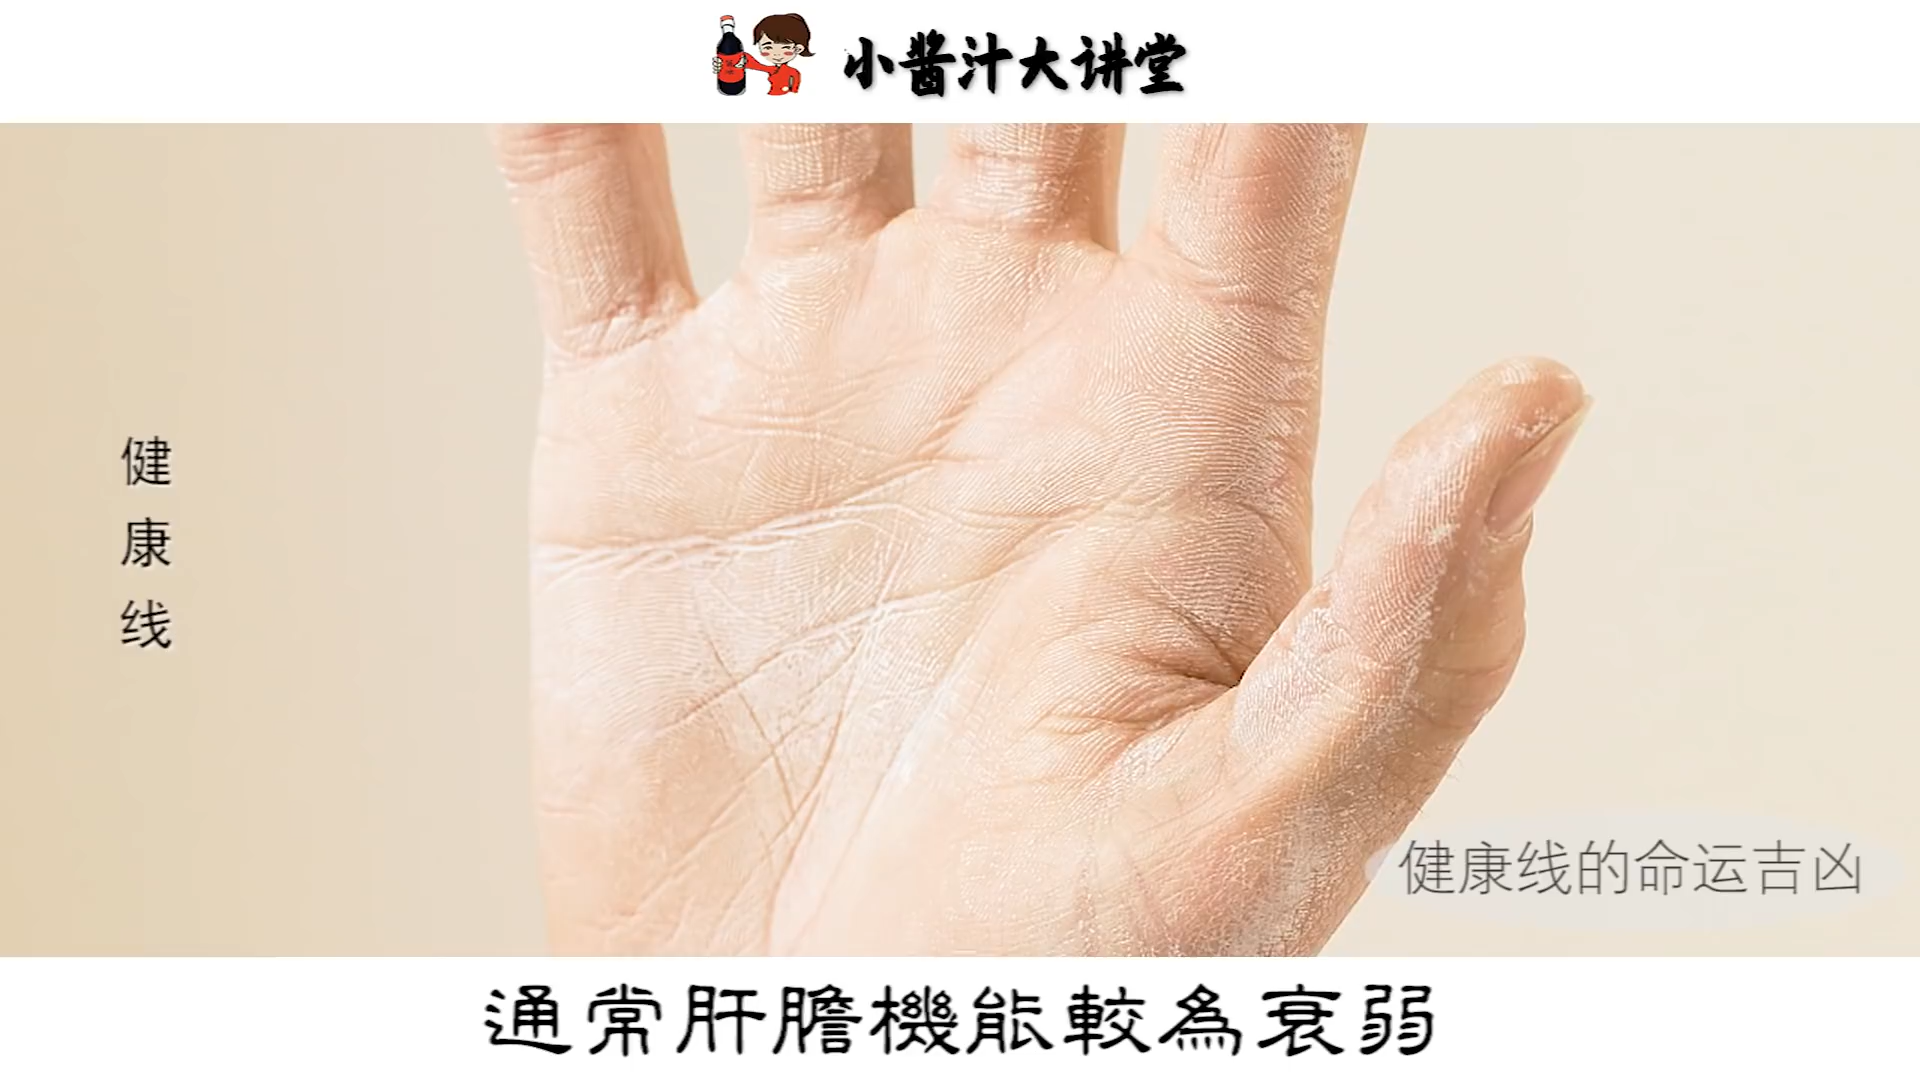 小酱汁大讲堂
健康线
健康线的命运吉凶
通常肝膽機能較為衰弱